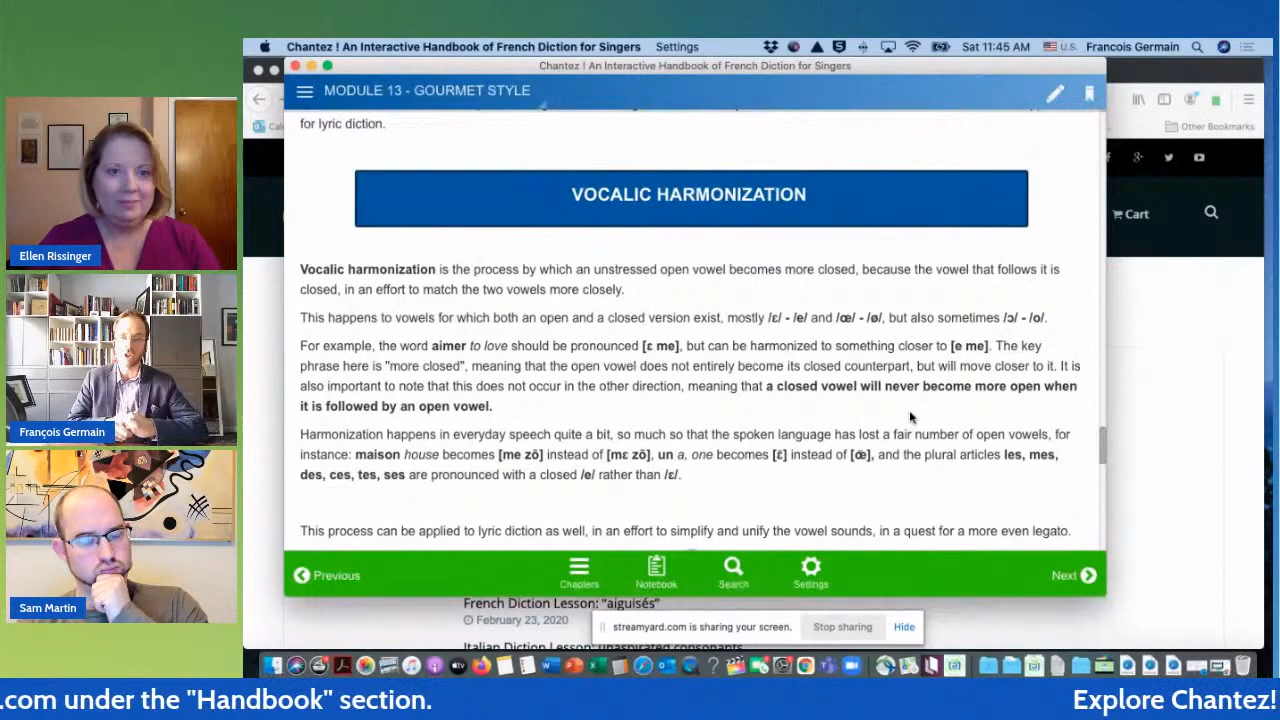 Chantez ! An Interactive Handbook of French Diction for Singers Settings
U.S. Sat 11:45 AM Francois Germain
Chantez ! An Interactive Handbook of French Diction for Singers
MODULE 13 - GOURMET STYLE
for lyric diction.
Other Bookmarks
VOCALIC HARMONIZATION
Cart
Vocalic harmonization is the process by which an unstressed open vowel becomes more closed, because the vowel that follows it is
closed, in an effort to match the two vowels more closely.
This happens to vowels for which both an open and a closed version exist, mostly /ɛ/ - /e/ and /œ/ - /ø/, but also sometimes /ɔ/ - /o/.
For example, the word aimer to love should be pronounced [ɛ me], but can be harmonized to something closer to [e me]. The key
phrase here is "more closed", meaning that the open vowel does not entirely become its closed counterpart, but will move closer to it. It is
also important to note that this does not occur in the other direction, meaning that a closed vowel will never become more open when
it is followed by an open vowel.
Harmonization happens in everyday speech quite a bit, so much so that the spoken language has lost a fair number of open vowels, for
instance: maison house becomes [me zõ] instead of [mɛ zõ], un a, one becomes [ɛ̃] instead of [œ̃], and the plural articles les, mes,
des, ces, tes, ses are pronounced with a closed /e/ rather than /ɛ/.
This process can be applied to lyric diction as well, in an effort to simplify and unify the vowel sounds, in a quest for a more even legato.
Previous
Chapters
Notebook
Search
Settings
Next
French Diction Lesson: "aiguisés"
February 23, 2020
Italian Diction Lesson: unaspirated consonants
streamyard.com is sharing your screen. Stop sharing Hide
Ellen Rissinger
François Germain
Sam Martin
.com under the "Handbook" section. Explore Chantez!